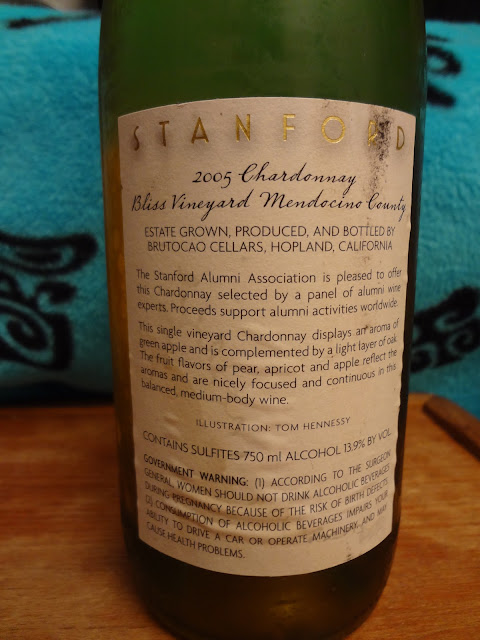 STANFORD
2005 Chardonnay
Bliss Vineyard Mendocino County
ESTATE GROWN, PRODUCED, AND BOTTLED BY
BRUTOCAO CELLARS, HOPLAND, CALIFORNIA
The Stanford Alumni Association is pleased to offer
this Chardonnay selected by a panel of alumni wine
experts. Proceeds support alumni activities worldwide.
This single vineyard Chardonnay displays an aroma of
green apple and is complemented by a light layer of oak.
The fruit flavors of pear, apricot and apple reflect the
aromas and are nicely focused and continuous in this
balanced, medium-body wine.
ILLUSTRATION: TOM HENNESSY
CONTAINS SULFITES 750 ml ALCOHOL 13.9% BY VOL.
GOVERNMENT WARNING: (1) ACCORDING TO THE SURGEON
GENERAL, WOMEN SHOULD NOT DRINK ALCOHOLIC BEVERAGES
DURING PREGNANCY BECAUSE OF THE RISK OF BIRTH DEFECTS.
(2) CONSUMPTION OF ALCOHOLIC BEVERAGES IMPAIRS YOUR
ABILITY TO DRIVE A CAR OR OPERATE MACHINERY, AND MAY
CAUSE HEALTH PROBLEMS.